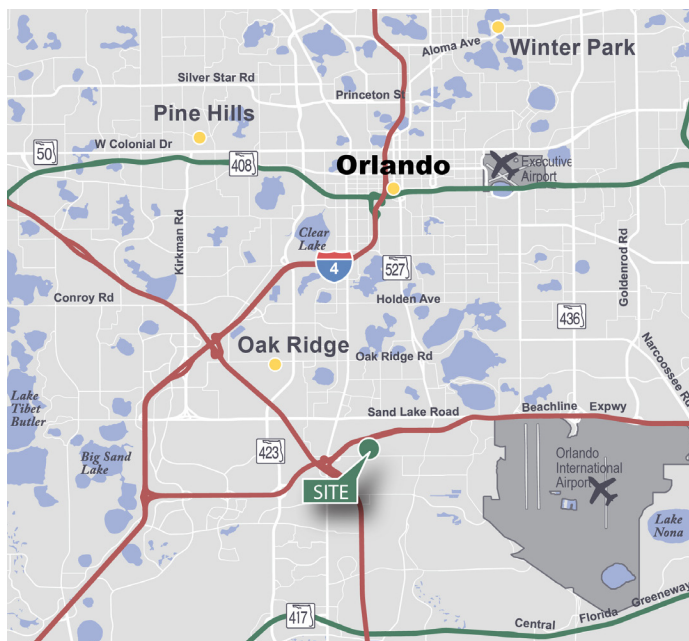 Aloma Ave
Winter Park
Silver Star Rd
Princeton St
Pine Hills
50
W Colonial Dr
408
Orlando
Executive
Airport
Kirkman Rd
Clear
Lake
4
527
Goldenrod Rd
Conroy Rd
Holden Ave
436
Oak Ridge
Oak Ridge Rd
Narcoossee Rd
Lake
Tibet
Butler
Sand Lake Road
Beachline Expwy
423
Big Sand
Lake
Orlando
International
Airport
SITE
Lake
Nona
417
Central Florida Greeneway